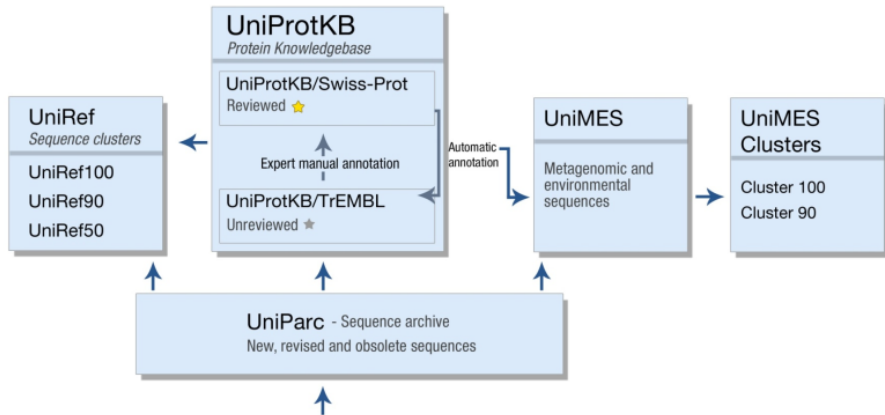 UniProtKB
Protein Knowledgebase
UniProtKB/Swiss-Prot
Reviewed
Expert manual annotation
UniProtKB/TrEMBL
Unreviewed
UniRef
Sequence clusters
UniRef100
UniRef90
UniRef50
Automatic
annotation
UniMES
Metagenomic and
environmental
sequences
UniMES
Clusters
Cluster 100
Cluster 90
UniParc - Sequence archive
New, revised and obsolete sequences